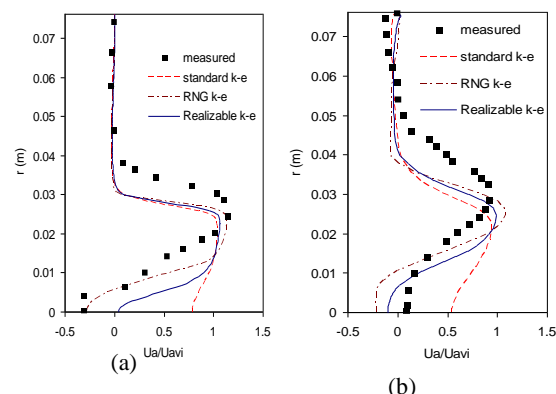 0.07
0.06
0.05
0.04
0.03
0.02
0.01
0
r (m)
measured
standard k-e
RNG k-e
Realizable k-e
-0.5 0 0.5 1 1.5
Ua/Uavi
(a)
0.07
0.06
0.05
0.04
0.03
0.02
0.01
0
r (m)
measured
standard k-e
RNG k-e
Realizable k-e
-0.5 0 0.5 1 1.5
Ua/Uavi
(b)